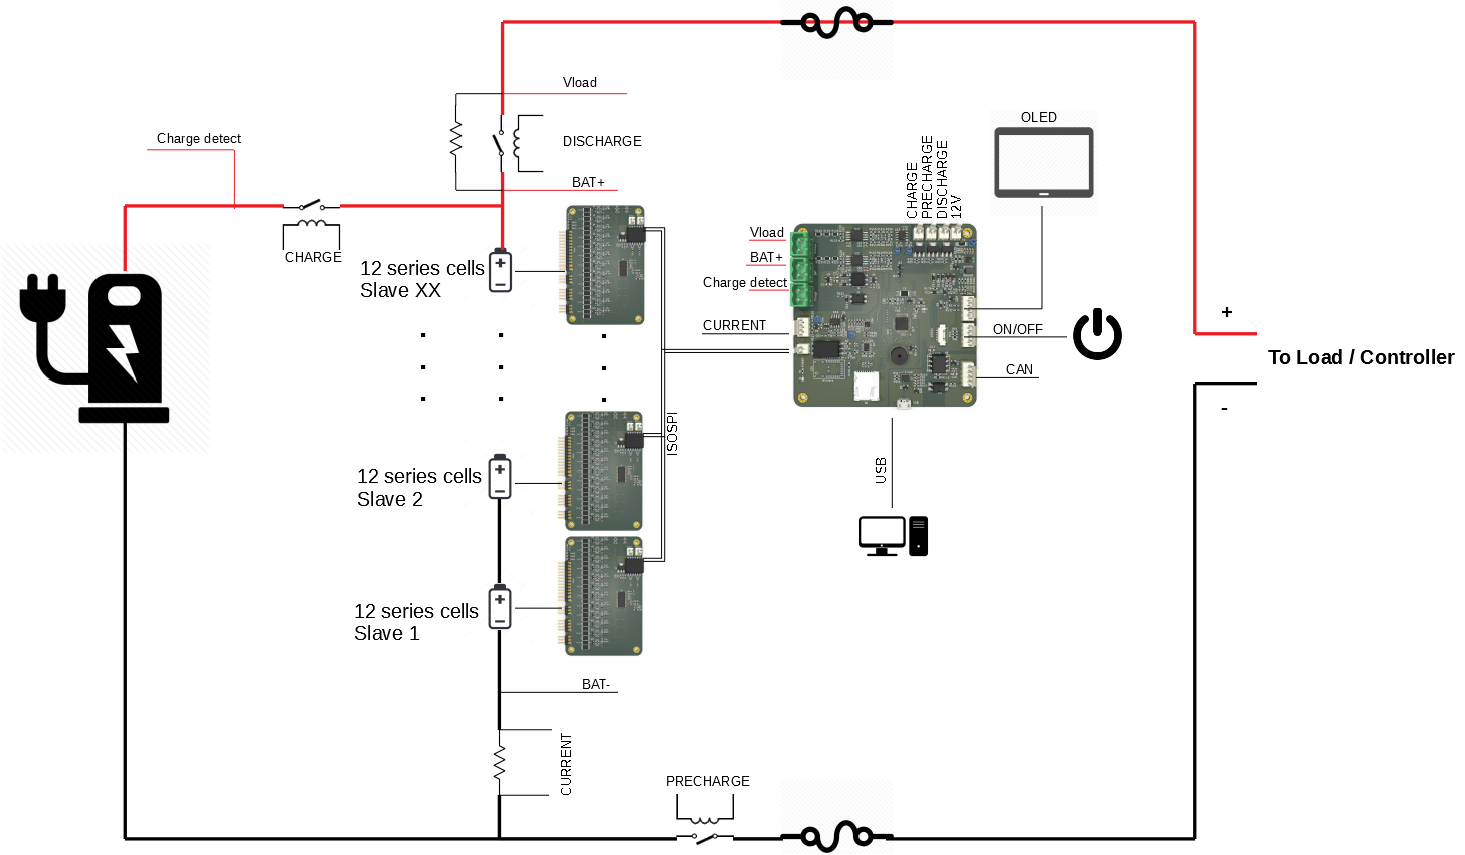 Vload
Charge detect
DISCHARGE
BAT+
CHARGE
12 series cells
Slave XX
12 series cells
Slave 2
12 series cells
Slave 1
BAT-
CURRENT
ISOSPI
PRECHARGE
OLED
CHARGE
PRECHARGE
DISCHARGE
12V
Vload
BAT+
Charge detect
CURRENT
ON/OFF
CAN
USB
+
To Load / Controller
-